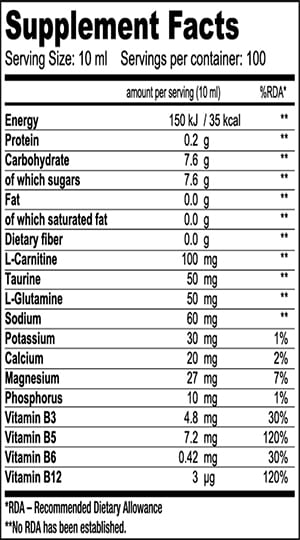 Supplement Facts
Serving Size: 10 ml Servings per container: 100
amount per serving (10 ml) %RDA*
Energy 150 kJ / 35 kcal **
Protein 0.2 g **
Carbohydrate 7.6 g **
of which sugars 7.6 g **
Fat 0.0 g **
of which saturated fat 0.0 g **
Dietary fiber 0.0 g **
L-Carnitine 100 mg **
Taurine 50 mg **
L-Glutamine 50 mg **
Sodium 60 mg **
Potassium 30 mg 1%
Calcium 20 mg 2%
Magnesium 27 mg 7%
Phosphorus 10 mg 1%
Vitamin B3 4.8 mg 30%
Vitamin B5 7.2 mg 120%
Vitamin B6 0.42 mg 30%
Vitamin B12 3 µg 120%
*RDA – Recommended Dietary Allowance
**No RDA has been established.